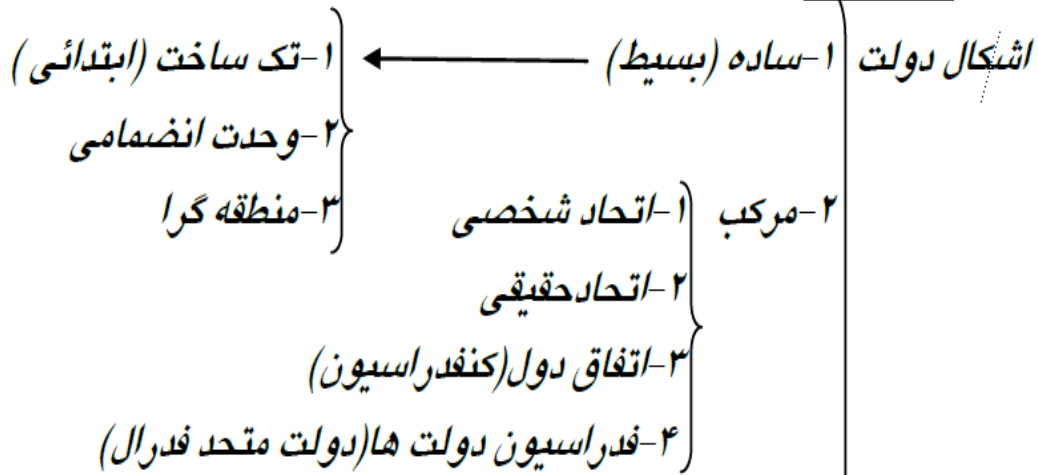 اشکال دولت ۱-ساده (بسیط) ۱-تک ساخت (ابتدائی)
۲-وحدت انضمامی
۲-مرکب ۱-اتحاد شخصی ۳-منطقه گرا
۲-اتحادحقیقی
۳-اتفاق دول(کنفدراسیون)
۴-فدراسیون دولت ها(دولت متحد فدرال)